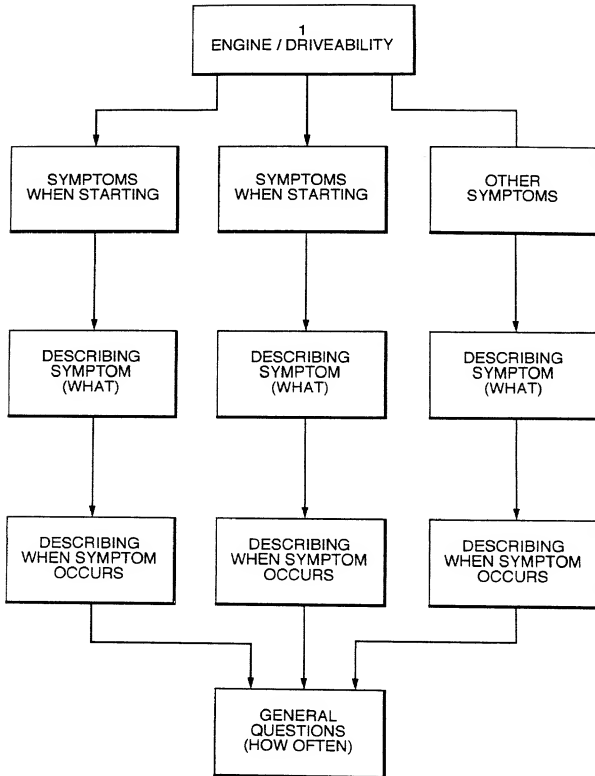 1
ENGINE / DRIVEABILITY
SYMPTOMS
WHEN STARTING
SYMPTOMS
WHEN STARTING
OTHER
SYMPTOMS
DESCRIBING
SYMPTOM
(WHAT)
DESCRIBING
SYMPTOM
(WHAT)
DESCRIBING
SYMPTOM
(WHAT)
DESCRIBING
WHEN SYMPTOM
OCCURS
DESCRIBING
WHEN SYMPTOM
OCCURS
DESCRIBING
WHEN SYMPTOM
OCCURS
GENERAL
QUESTIONS
(HOW OFTEN)